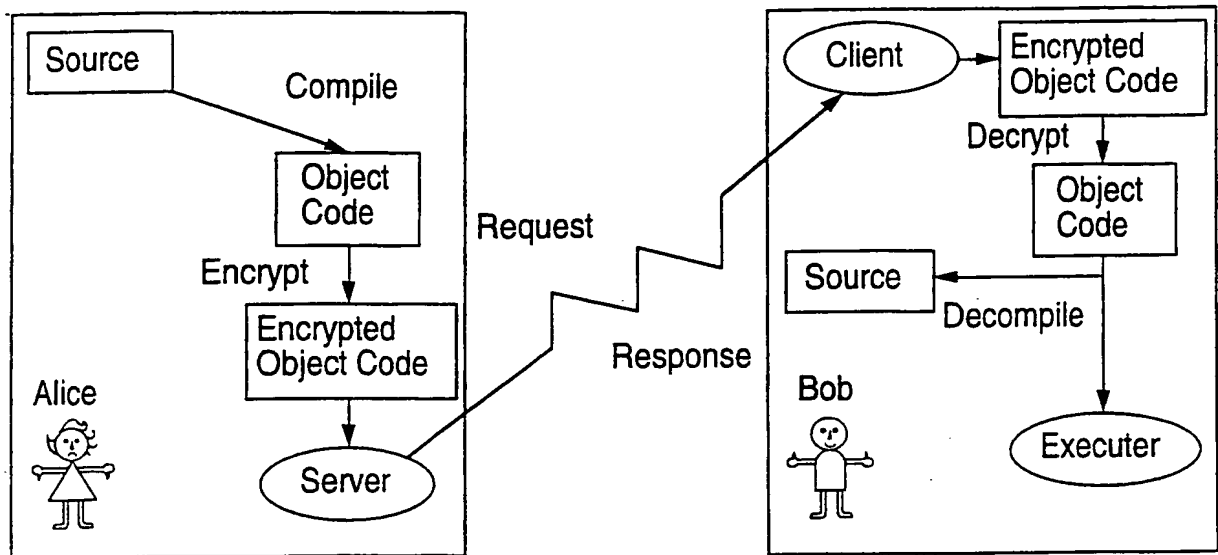 Source
Compile
Object
Code
Encrypt
Encrypted
Object Code
Alice
Server
Request
Response
Client
Encrypted
Object Code
Decrypt
Object
Code
Source
Decompile
Bob
Executer